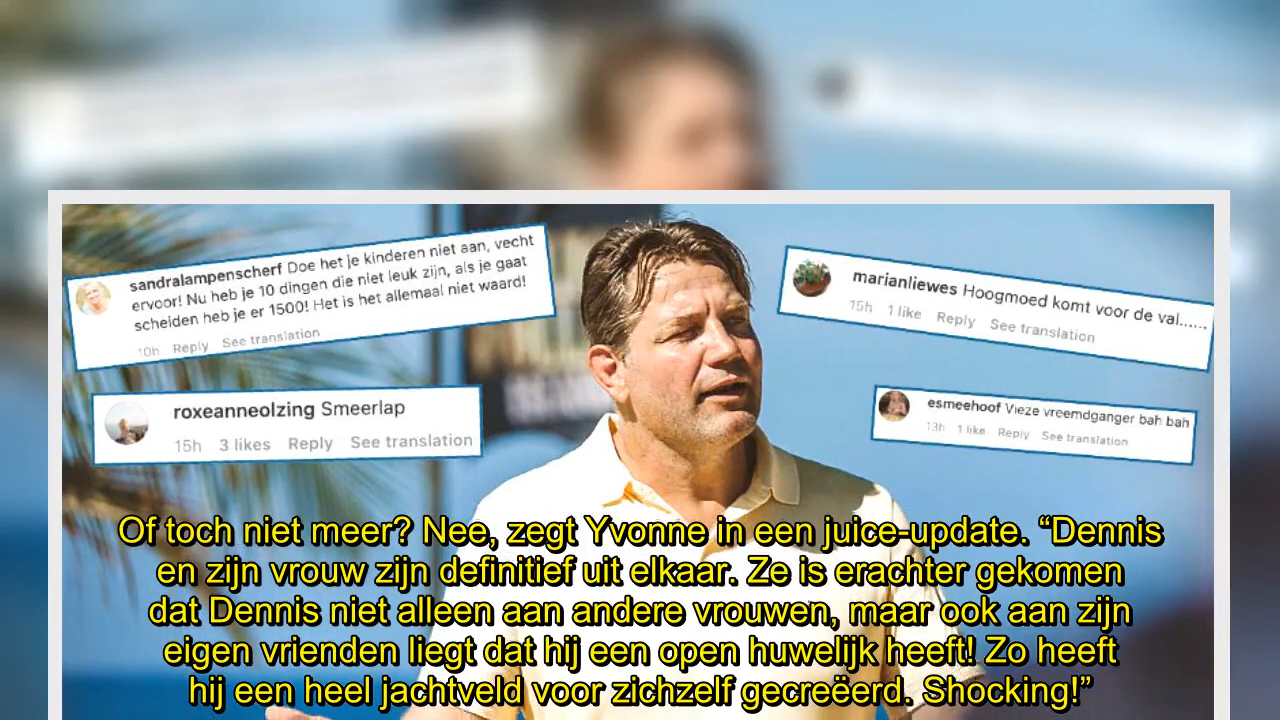 sandralampenscherf Doe het je kinderen niet aan, vecht
ervoor! Nu heb je 10 dingen die niet leuk zijn, als je gaat
scheiden heb je er 1500! Het is het allemaal niet waard!
10h Reply See translation
marianliewes Hoogmoed komt voor de val......
15h 1 like Reply See translation
roxeanneolzing Smeerlap
15h 3 likes Reply See translation
esmeehoof Vieze vreemdganger bah bah
13h 1 like Reply See translation
Of toch niet meer? Nee, zegt Yvonne in een juice-update. “Dennis
en zijn vrouw zijn definitief uit elkaar. Ze is erachter gekomen
dat Dennis niet alleen aan andere vrouwen, maar ook aan zijn
eigen vrienden liegt dat hij een open huwelijk heeft! Zo heeft
hij een heel jachtveld voor zichzelf gecreëerd. Shocking!”